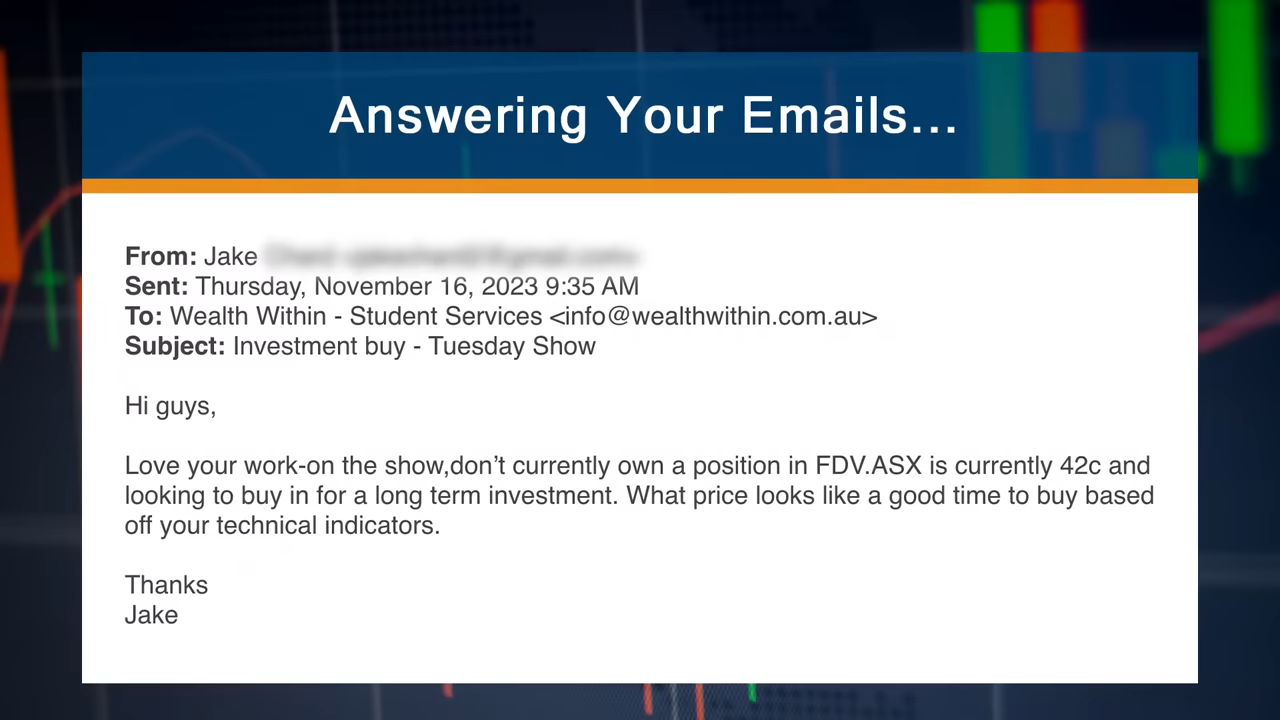 Answering Your Emails...
From: Jake
Sent: Thursday, November 16, 2023 9:35 AM
To: Wealth Within - Student Services <info@wealthwithin.com.au>
Subject: Investment buy - Tuesday Show
Hi guys,
Love your work-on the show,don’t currently own a position in FDV.ASX is currently 42c and
looking to buy in for a long term investment. What price looks like a good time to buy based
off your technical indicators.
Thanks
Jake